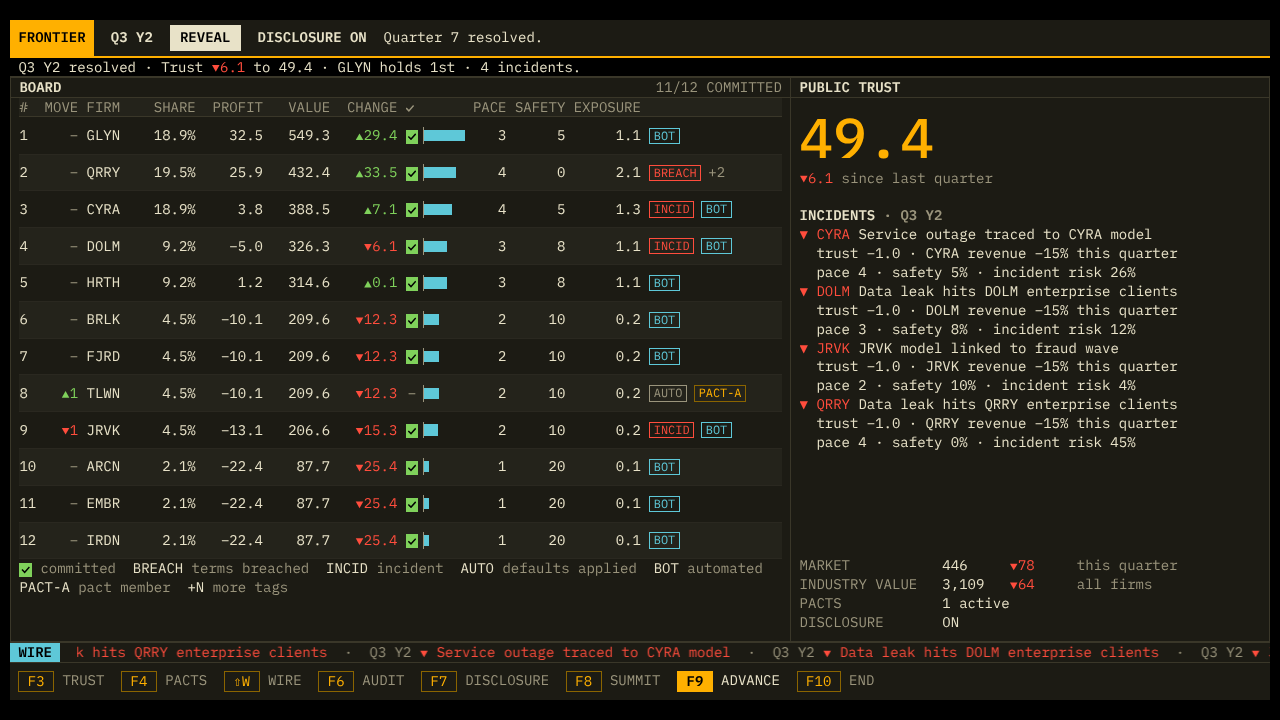 FRONTIER Q3 Y2 REVEAL DISCLOSURE ON Quarter 7 resolved.
Q3 Y2 resolved · Trust ▼6.1 to 49.4 · GLYN holds 1st · 4 incidents.
BOARD 11/12 COMMITTED
# MOVE FIRM SHARE PROFIT VALUE CHANGE ✓ PACE SAFETY EXPOSURE
1 – GLYN 18.9% 32.5 549.3 ▲29.4 ✓ 3 5 1.1 BOT
2 – QRRY 19.5% 25.9 432.4 ▲33.5 ✓ 4 0 2.1 BREACH +2
3 – CYRA 18.9% 3.8 388.5 ▲7.1 ✓ 4 5 1.3 INCID BOT
4 – DOLM 9.2% −5.0 326.3 ▼6.1 ✓ 3 8 1.1 INCID BOT
5 – HRTH 9.2% 1.2 314.6 ▲0.1 ✓ 3 8 1.1 BOT
6 – BRLK 4.5% −10.1 209.6 ▼12.3 ✓ 2 10 0.2 BOT
7 – FJRD 4.5% −10.1 209.6 ▼12.3 ✓ 2 10 0.2 BOT
8 ▲1 TLWN 4.5% −10.1 209.6 ▼12.3 – 2 10 0.2 AUTO PACT-A
9 ▼1 JRVK 4.5% −13.1 206.6 ▼15.3 ✓ 2 10 0.2 INCID BOT
10 – ARCN 2.1% −22.4 87.7 ▼25.4 ✓ 1 20 0.1 BOT
11 – EMBR 2.1% −22.4 87.7 ▼25.4 ✓ 1 20 0.1 BOT
12 – IRDN 2.1% −22.4 87.7 ▼25.4 ✓ 1 20 0.1 BOT
✓ committed BREACH terms breached INCID incident AUTO defaults applied BOT automated
PACT-A pact member +N more tags
PUBLIC TRUST
49.4
▼6.1 since last quarter
INCIDENTS · Q3 Y2
▼ CYRA Service outage traced to CYRA model
trust −1.0 · CYRA revenue −15% this quarter
pace 4 · safety 5% · incident risk 26%
▼ DOLM Data leak hits DOLM enterprise clients
trust −1.0 · DOLM revenue −15% this quarter
pace 3 · safety 8% · incident risk 12%
▼ JRVK JRVK model linked to fraud wave
trust −1.0 · JRVK revenue −15% this quarter
pace 2 · safety 10% · incident risk 4%
▼ QRRY Data leak hits QRRY enterprise clients
trust −1.0 · QRRY revenue −15% this quarter
pace 4 · safety 0% · incident risk 45%
MARKET 446 ▼78 this quarter
INDUSTRY VALUE 3,109 ▼64 all firms
PACTS 1 active
DISCLOSURE ON
WIRE k hits QRRY enterprise clients · Q3 Y2 ▼ Service outage traced to CYRA model · Q3 Y2 ▼ Data leak hits DOLM enterprise clients · Q3 Y2 ▼
F3 TRUST F4 PACTS ⇧W WIRE F6 AUDIT F7 DISCLOSURE F8 SUMMIT F9 ADVANCE F10 END